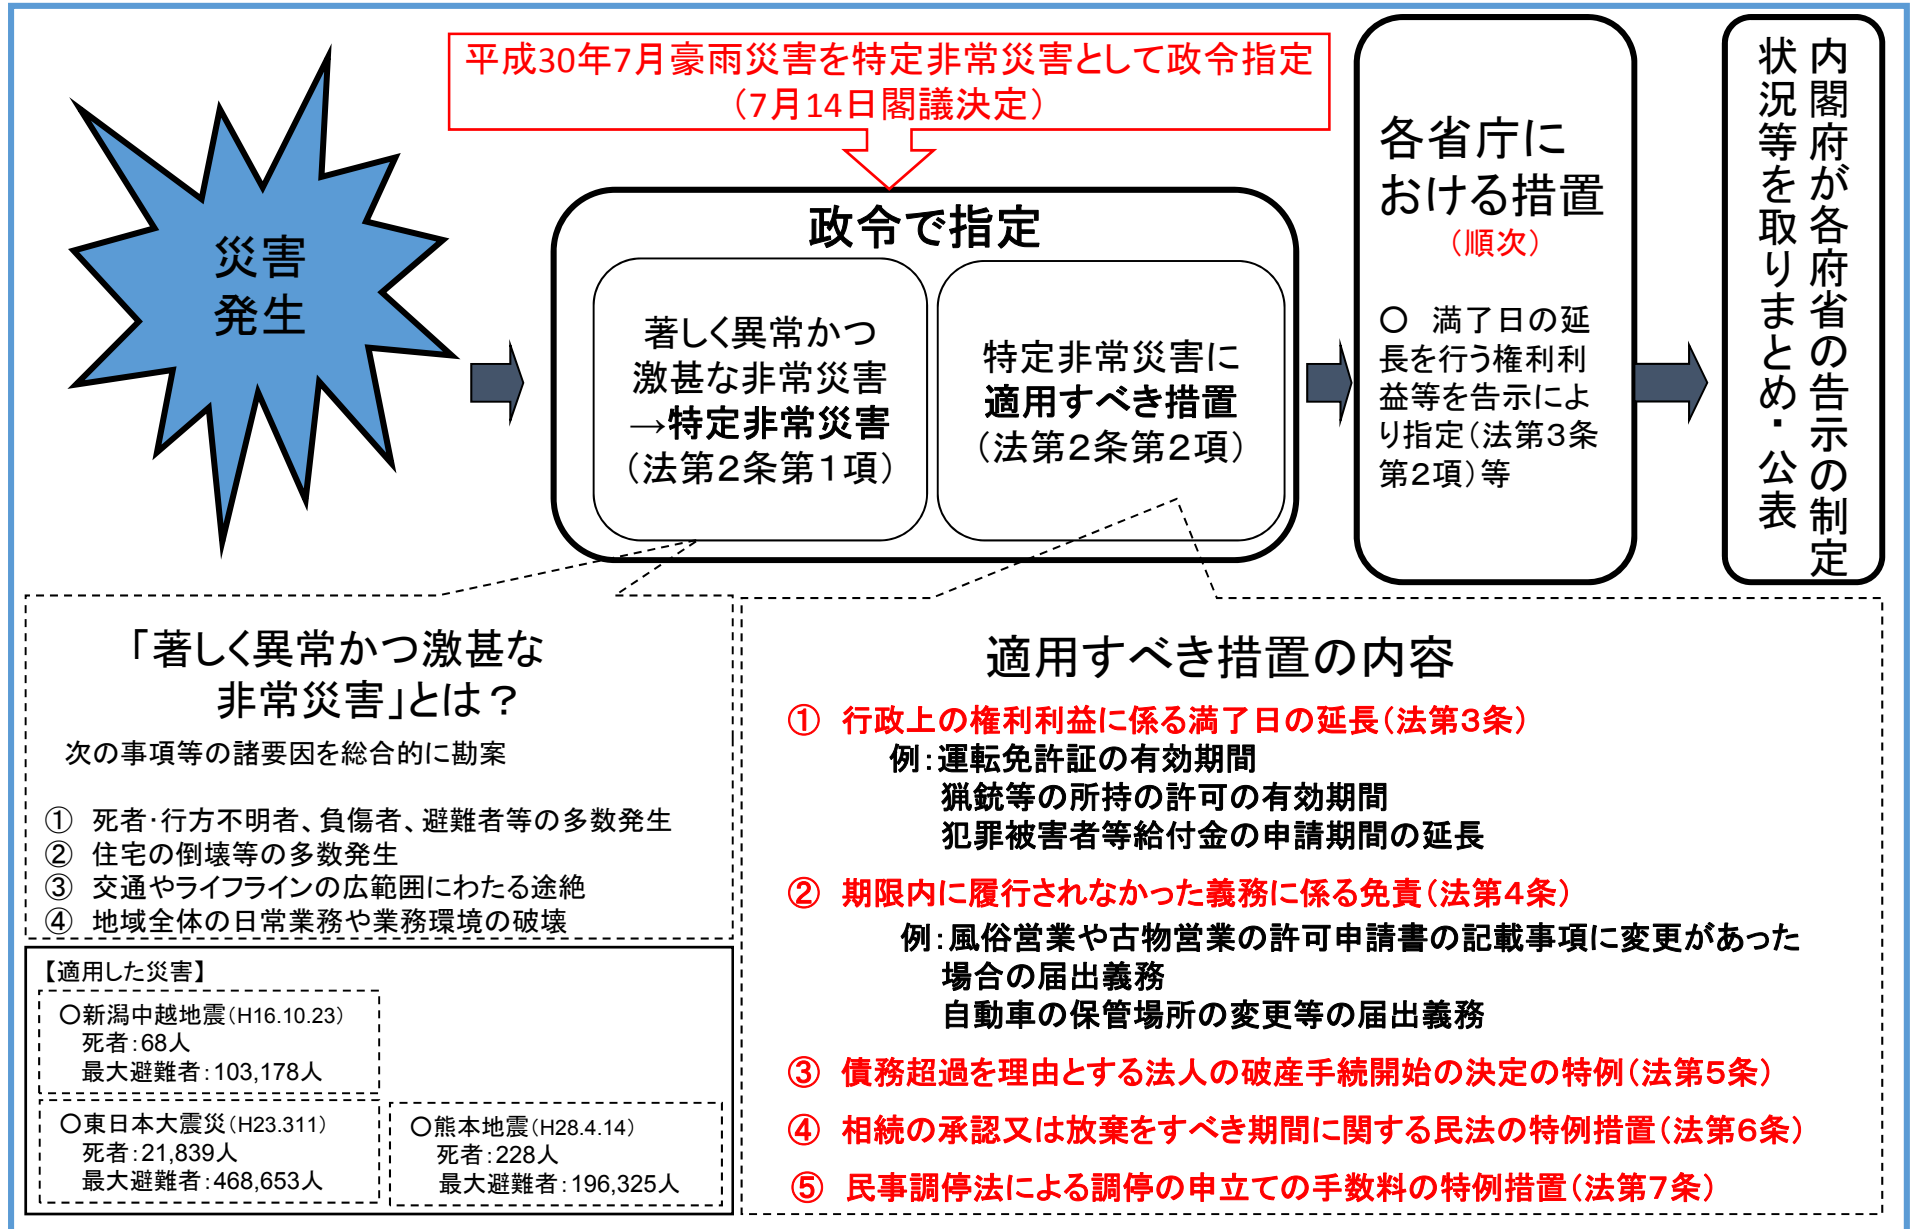 平成30年7月豪雨災害を特定非常災害として政令指定
（7月14日閣議決定）
災害
発生
政令で指定
著しく異常かつ
激甚な非常災害
→特定非常災害
（法第２条第１項）
特定非常災害に
適用すべき措置
（法第２条第２項）
各省庁に
おける措置
（順次）
○　満了日の延
長を行う権利利
益等を告示によ
り指定（法第３条
第２項）等
内閣府が各府省の告示の制定
状況等を取りまとめ・公表
「著しく異常かつ激甚な
非常災害」とは？
次の事項等の諸要因を総合的に勘案
①　死者・行方不明者、負傷者、避難者等の多数発生
②　住宅の倒壊等の多数発生
③　交通やライフラインの広範囲にわたる途絶
④　地域全体の日常業務や業務環境の破壊
【適用した災害】
○新潟中越地震（H16.10.23）
死者：68人
最大避難者：103,178人
○東日本大震災（H23.311）
死者：21,839人
最大避難者：468,653人
○熊本地震（H28.4.14）
死者：228人
最大避難者：196,325人
適用すべき措置の内容
①　行政上の権利利益に係る満了日の延長（法第３条）
例：運転免許証の有効期間
猟銃等の所持の許可の有効期間
犯罪被害者等給付金の申請期間の延長
②　期限内に履行されなかった義務に係る免責（法第４条）
例：風俗営業や古物営業の許可申請書の記載事項に変更があった
場合の届出義務
自動車の保管場所の変更等の届出義務
③　債務超過を理由とする法人の破産手続開始の決定の特例（法第５条）
④　相続の承認又は放棄をすべき期間に関する民法の特例措置（法第６条）
⑤　民事調停法による調停の申立ての手数料の特例措置（法第７条）